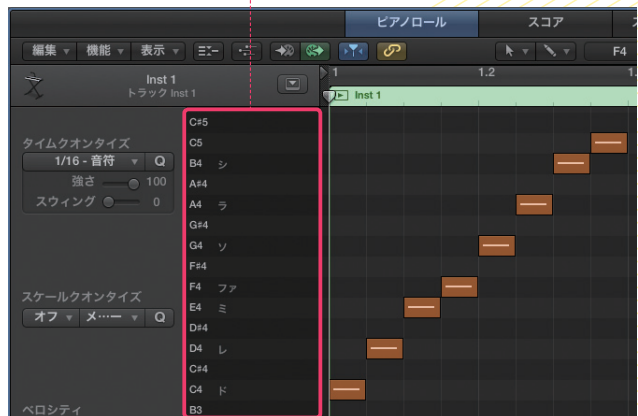 ピアノロール スコア
編集 機能 表示 F4
Inst 1
トラック Inst 1
1 1.2 1.
Inst 1
タイムクオンタイズ
1/16 - 音符 Q
強さ 100
スウィング 0
スケールクオンタイズ
オフ メ…ー Q
ベロシティ
C#5
C5
B4 シ
A#4
A4 ラ
G#4
G4 ソ
F#4
F4 ファ
E4 ミ
D#4
D4 レ
C#4
C4 ド
B3